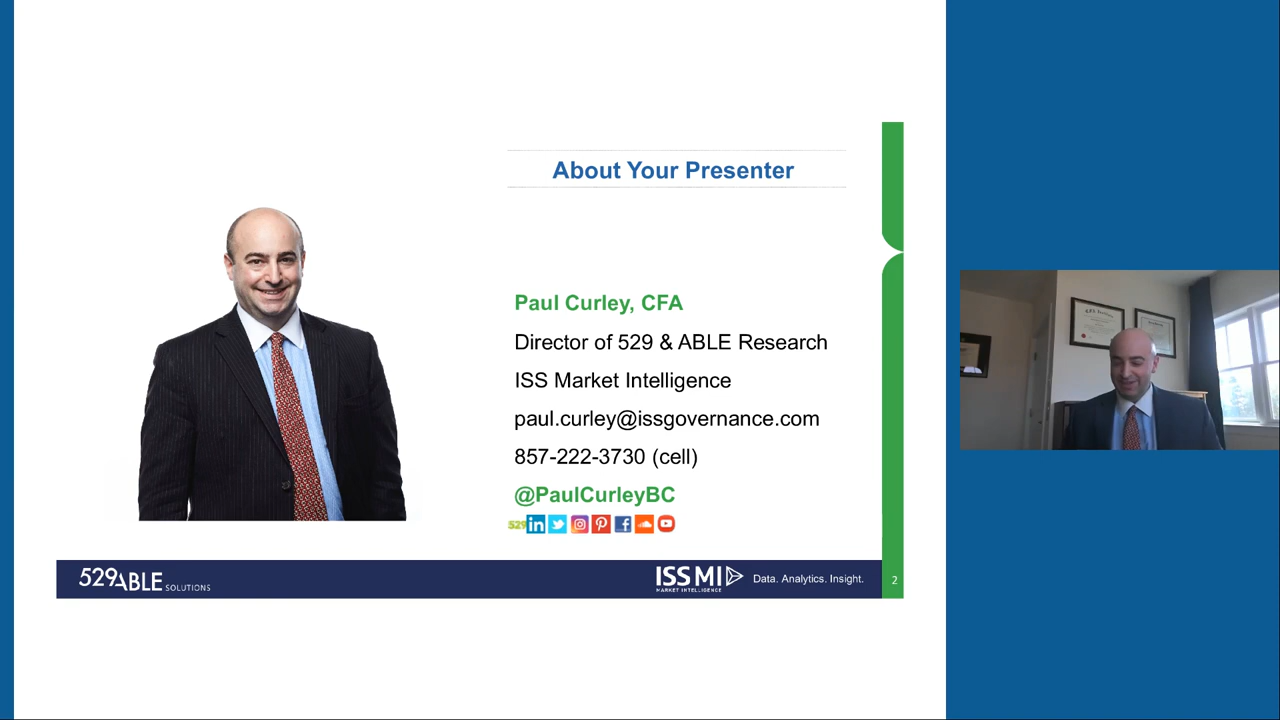 About Your Presenter
Paul Curley, CFA
Director of 529 & ABLE Research
ISS Market Intelligence
paul.curley@issgovernance.com
857-222-3730 (cell)
@PaulCurleyBC
529
529ABLE SOLUTIONS
ISS MI
MARKET INTELLIGENCE
Data. Analytics. Insight.
2